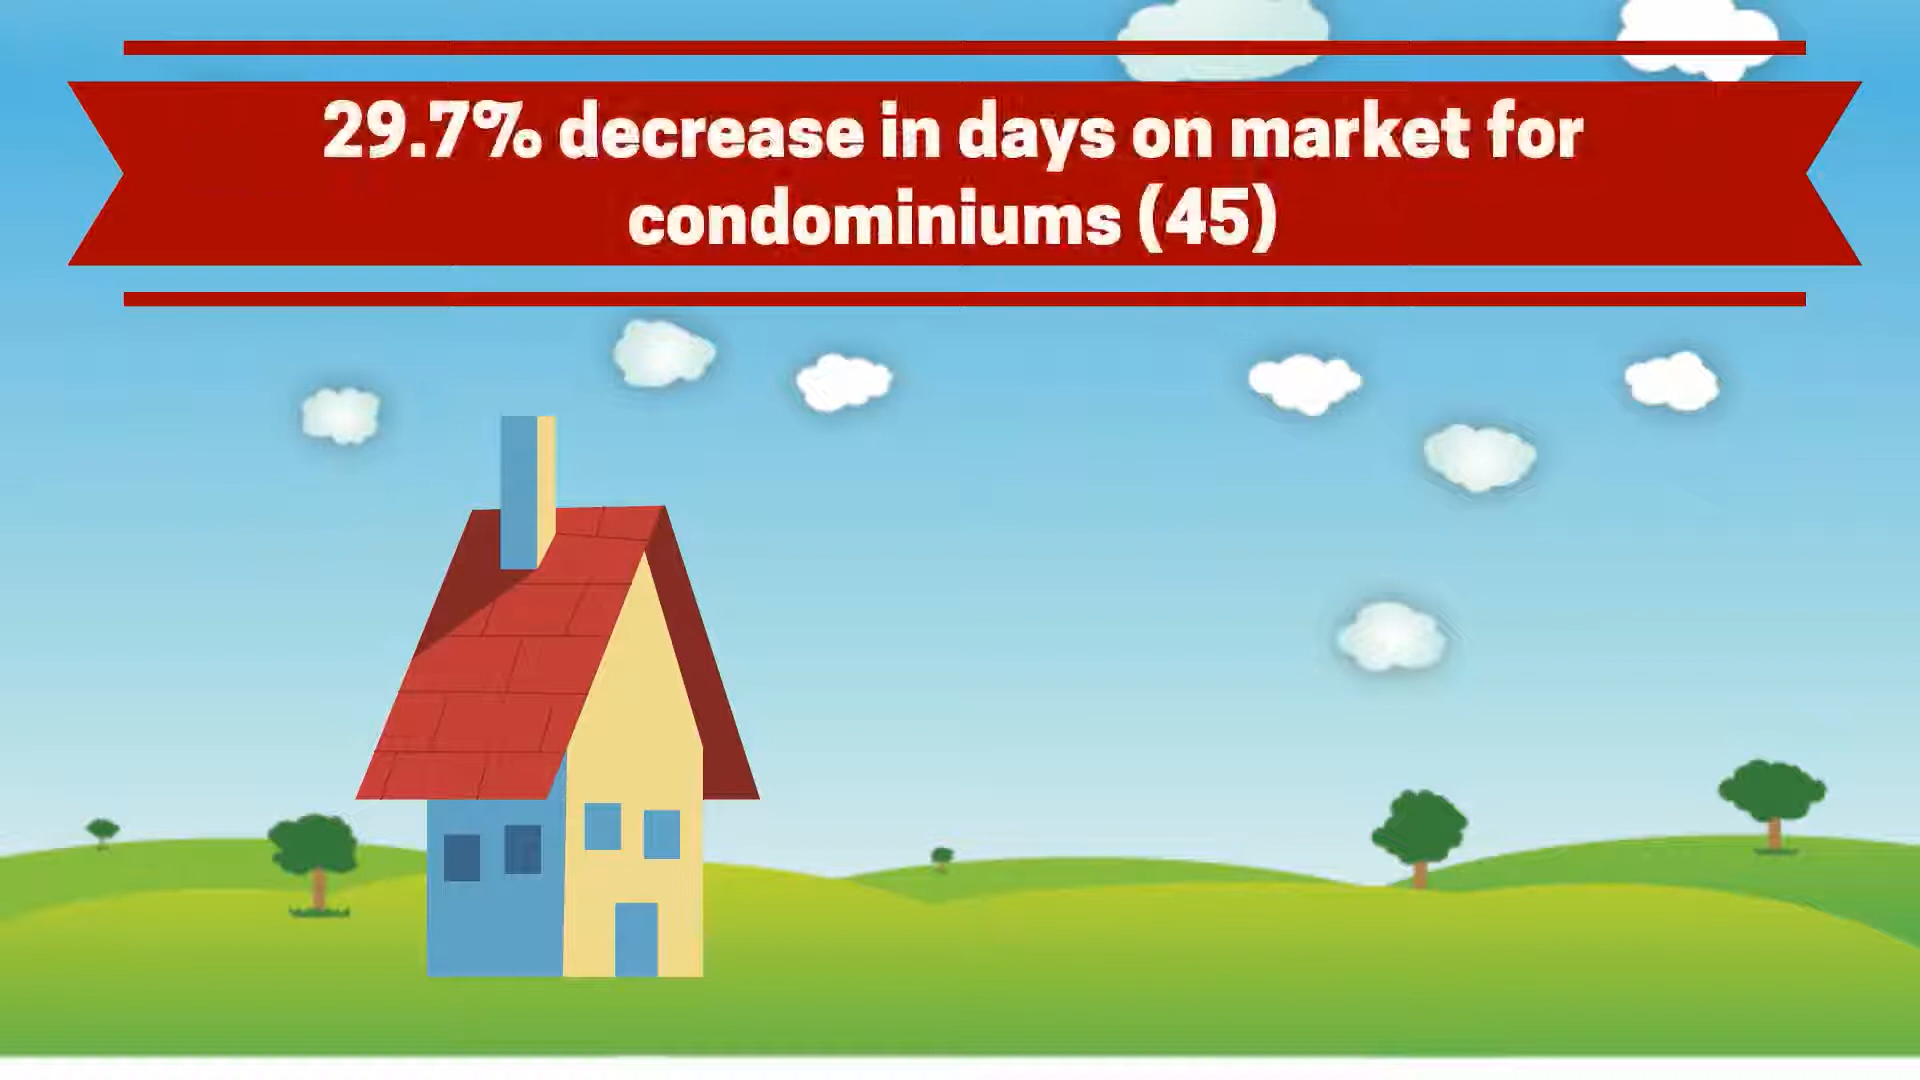 29.7% decrease in days on market for
condominiums (45)